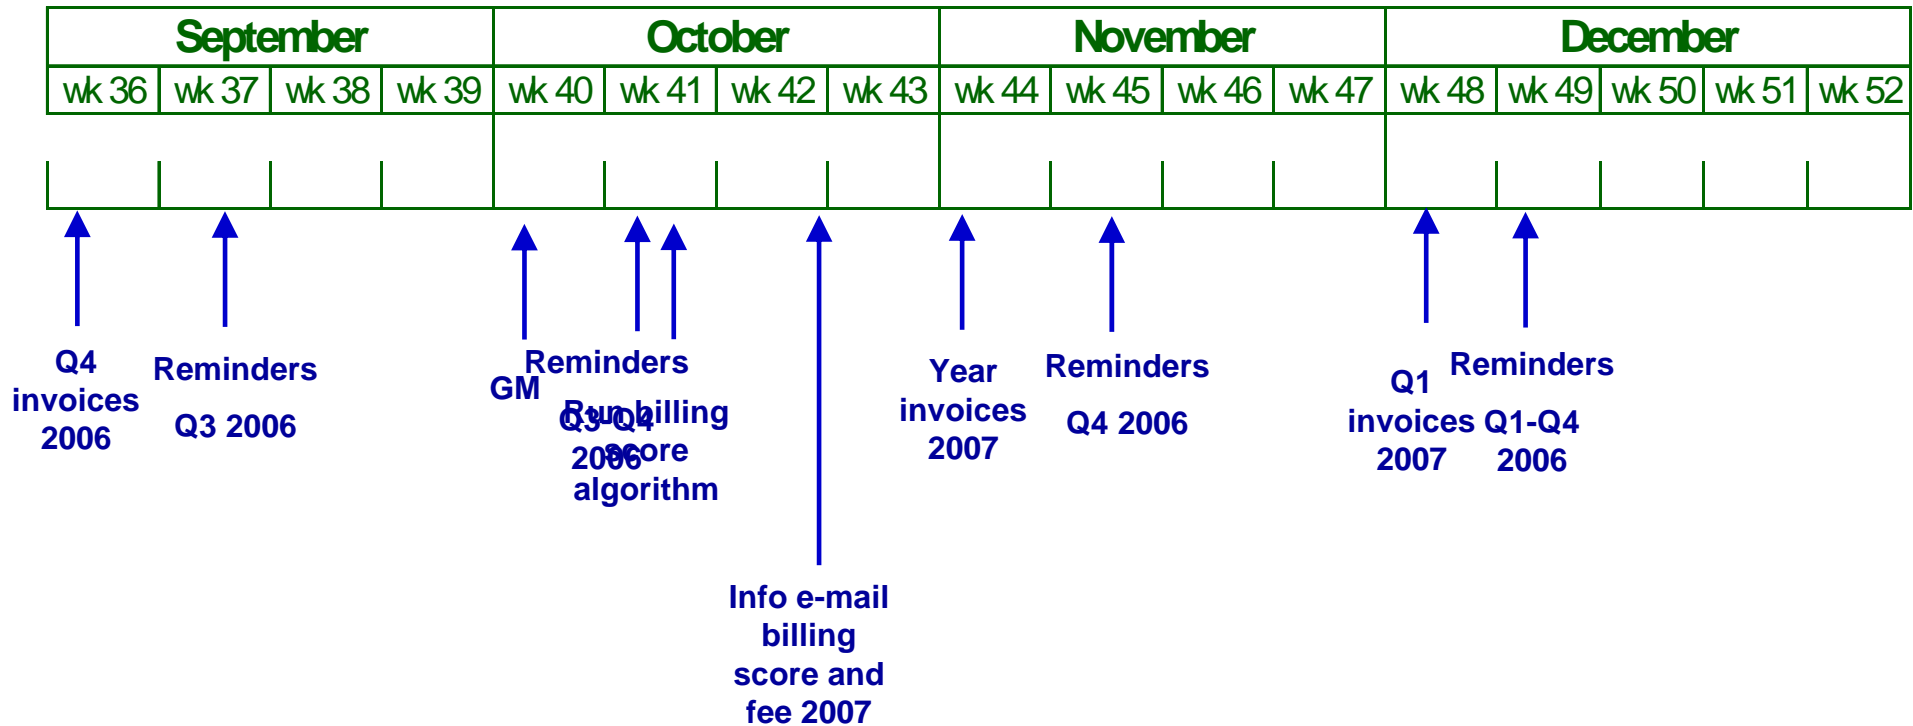 September October November December
wk 36 wk 37 wk 38 wk 39 wk 40 wk 41 wk 42 wk 43 wk 44 wk 45 wk 46 wk 47 wk 48 wk 49 wk 50 wk 51 wk 52
Q4
invoices
2006
Reminders
Q3 2006
GM
Reminders
Q3-Q4
2006
Run billing
score
algorithm
Info e-mail
billing
score and
fee 2007
Year
invoices
2007
Reminders
Q4 2006
Q1
invoices
2007
Reminders
Q1-Q4
2006